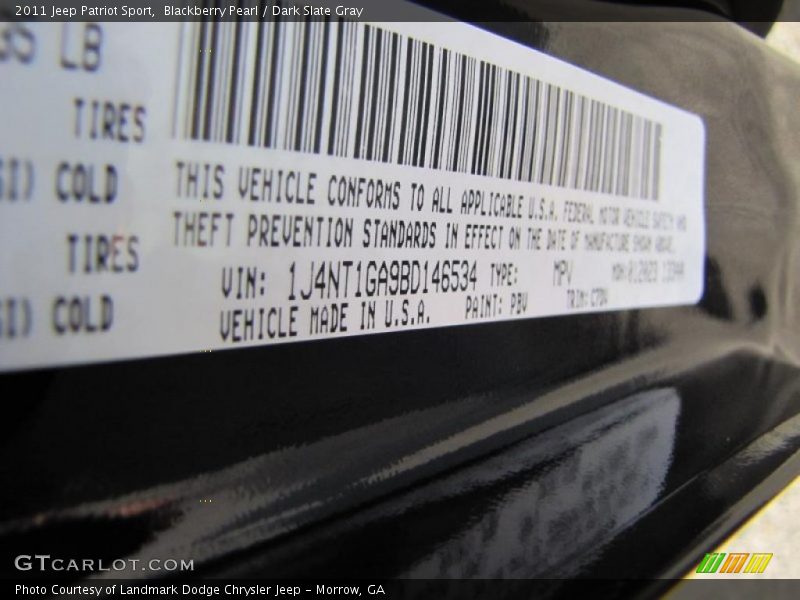 2011 Jeep Patriot Sport,  Blackberry Pearl / Dark Slate Gray
LB
TIRES
COLD
THIS VEHICLE CONFORMS TO ALL APPLICABLE U.S.A. FEDERAL MOTOR VEHICLE SAFETY AND
THEFT PREVENTION STANDARDS IN EFFECT ON THE DATE OF MANUFACTURE SHOWN ABOVE.
TIRES
VIN: 1J4NT1GA9BD146534 TYPE: MPV
COLD
VEHICLE MADE IN U.S.A. PAINT: PBV TRIM:
GTCARLOT.COM
Photo Courtesy of Landmark Dodge Chrysler Jeep - Morrow, GA